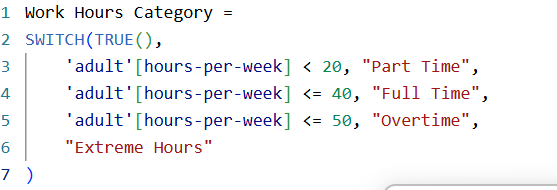 1 Work Hours Category =
2 SWITCH(TRUE(),
3 'adult'[hours-per-week] < 20, "Part Time",
4 'adult'[hours-per-week] <= 40, "Full Time",
5 'adult'[hours-per-week] <= 50, "Overtime",
6 "Extreme Hours"
7 )